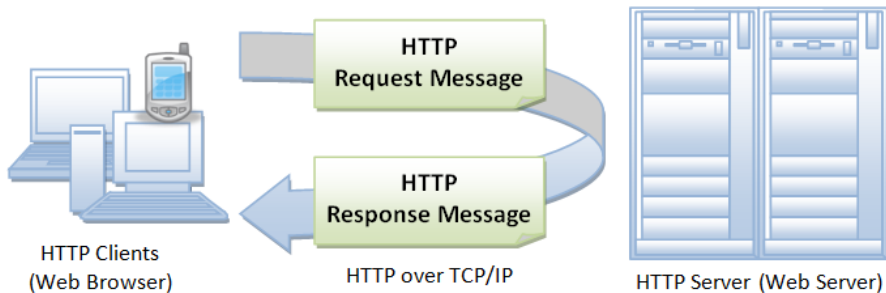 HTTP
Request Message
HTTP
Response Message
HTTP Clients
(Web Browser)
HTTP over TCP/IP
HTTP Server (Web Server)